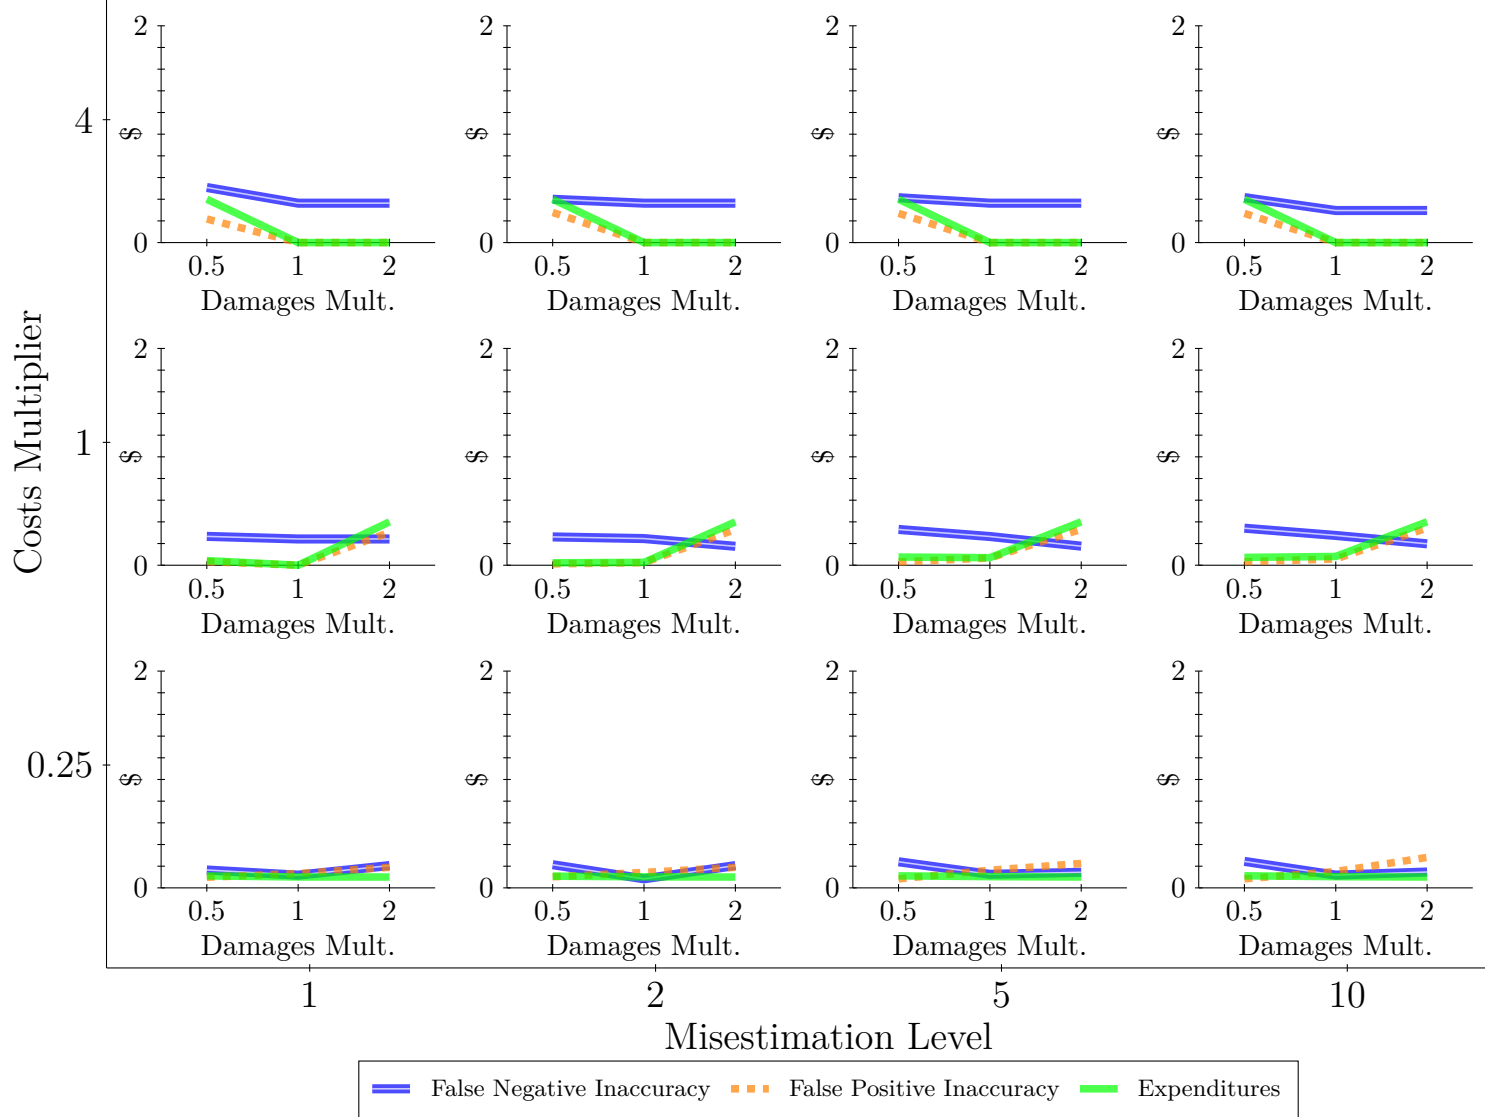 2 2 2 2
4 $ $ $ $
0 0 0 0
0.5 1 2 0.5 1 2 0.5 1 2 0.5 1 2
Damages Mult. Damages Mult. Damages Mult. Damages Mult.
Costs Multiplier
2 2 2 2
1 $ $ $ $
0 0 0 0
0.5 1 2 0.5 1 2 0.5 1 2 0.5 1 2
Damages Mult. Damages Mult. Damages Mult. Damages Mult.
2 2 2 2
0.25 $ $ $ $
0 0 0 0
0.5 1 2 0.5 1 2 0.5 1 2 0.5 1 2
Damages Mult. Damages Mult. Damages Mult. Damages Mult.
1 2 5 10
Misestimation Level
False Negative Inaccuracy False Positive Inaccuracy Expenditures